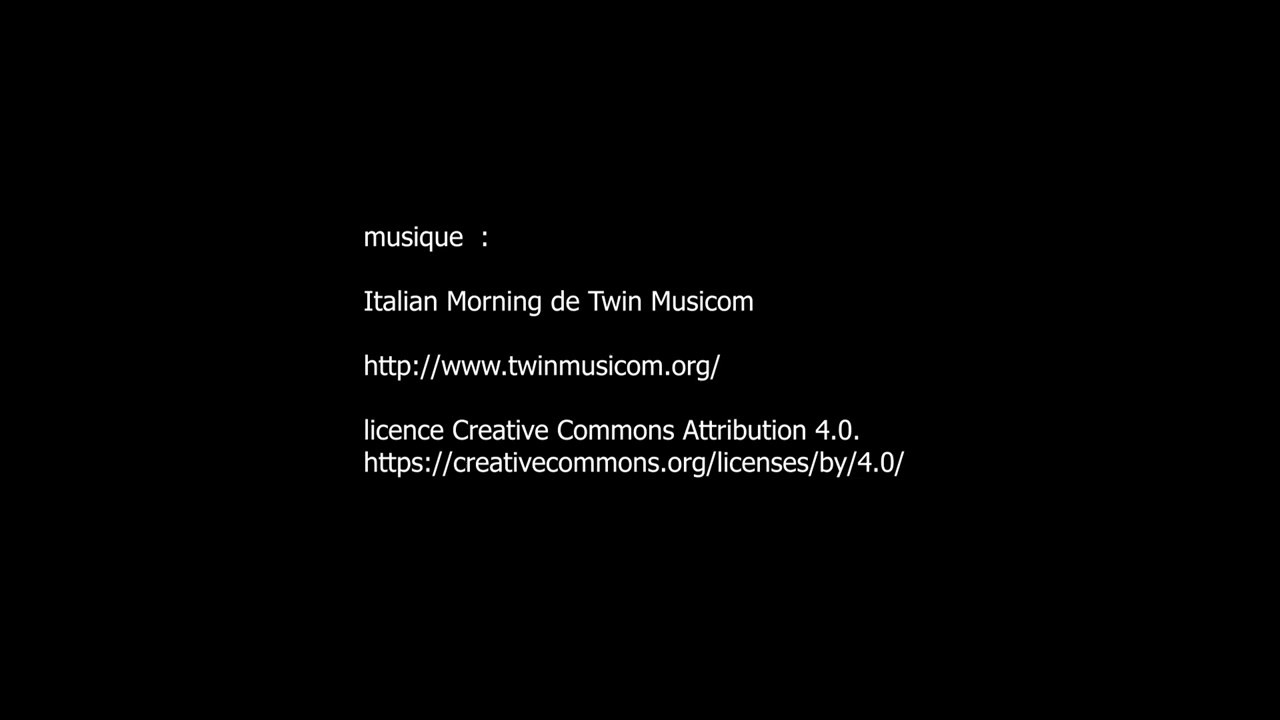 musique  :
Italian Morning de Twin Musicom
http://www.twinmusicom.org/
licence Creative Commons Attribution 4.0.
https://creativecommons.org/licenses/by/4.0/